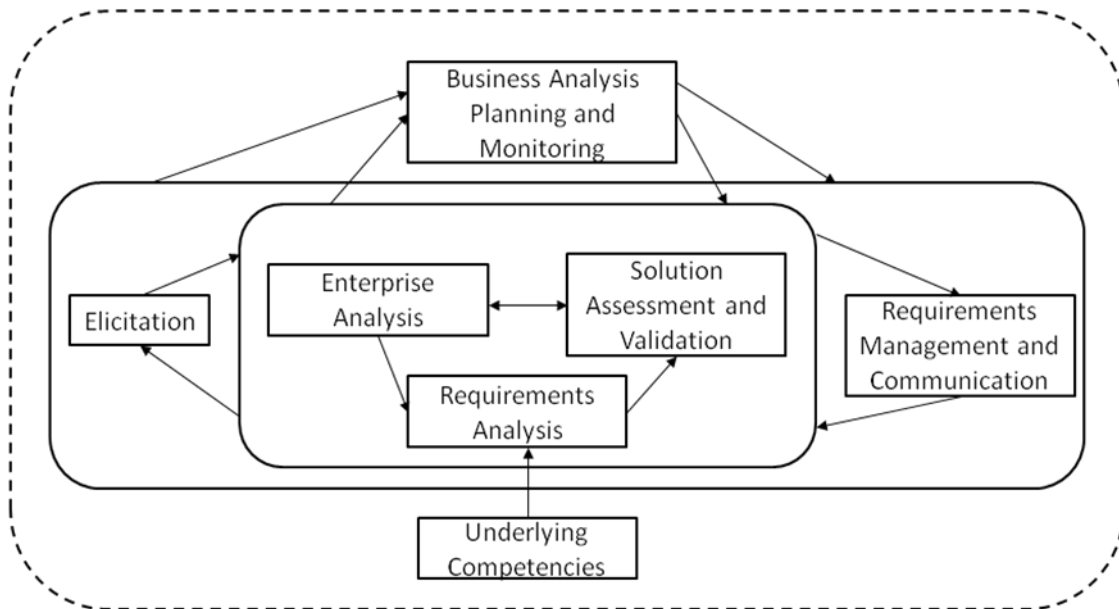 Business Analysis
Planning and
Monitoring
Enterprise
Analysis
Solution
Assessment and
Validation
Elicitation
Requirements
Management and
Communication
Requirements
Analysis
Underlying
Competencies